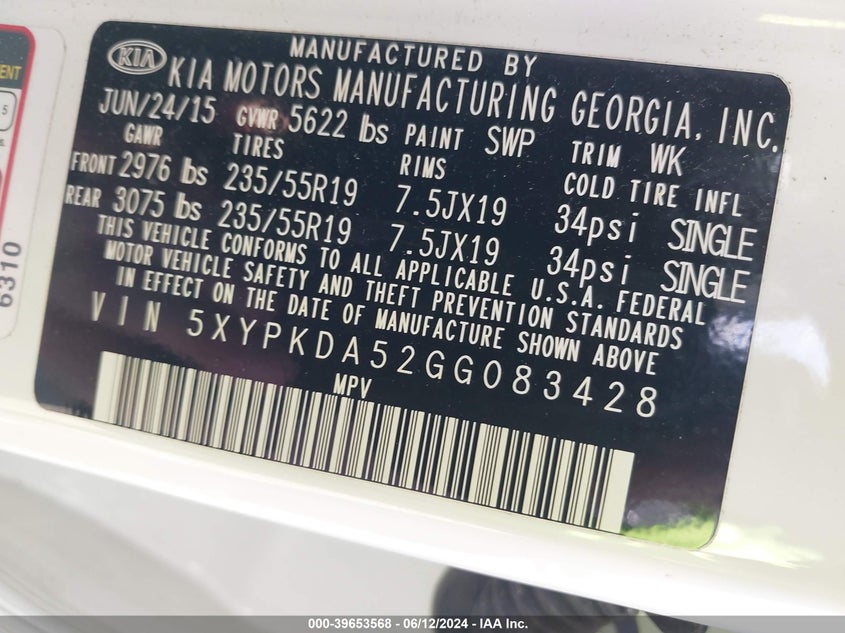 MANUFACTURED BY
KIA KIA MOTORS MANUFACTURING GEORGIA, INC.
JUN/24/15 GVWR 5622 lbs PAINT SWP TRIM WK
GAWR TIRES RIMS COLD TIRE INFL
FRONT 2976 lbs 235/55R19 7.5JX19 34psi SINGLE
REAR 3075 lbs 235/55R19 7.5JX19 34psi SINGLE
THIS VEHICLE CONFORMS TO ALL APPLICABLE U.S.A. FEDERAL
MOTOR VEHICLE SAFETY AND THEFT PREVENTION STANDARDS
IN EFFECT ON THE DATE OF MANUFACTURE SHOWN ABOVE
VIN 5XYPKDA52GG083428
MPV
6310
000-39653568 - 06/12/2024 - IAA Inc.